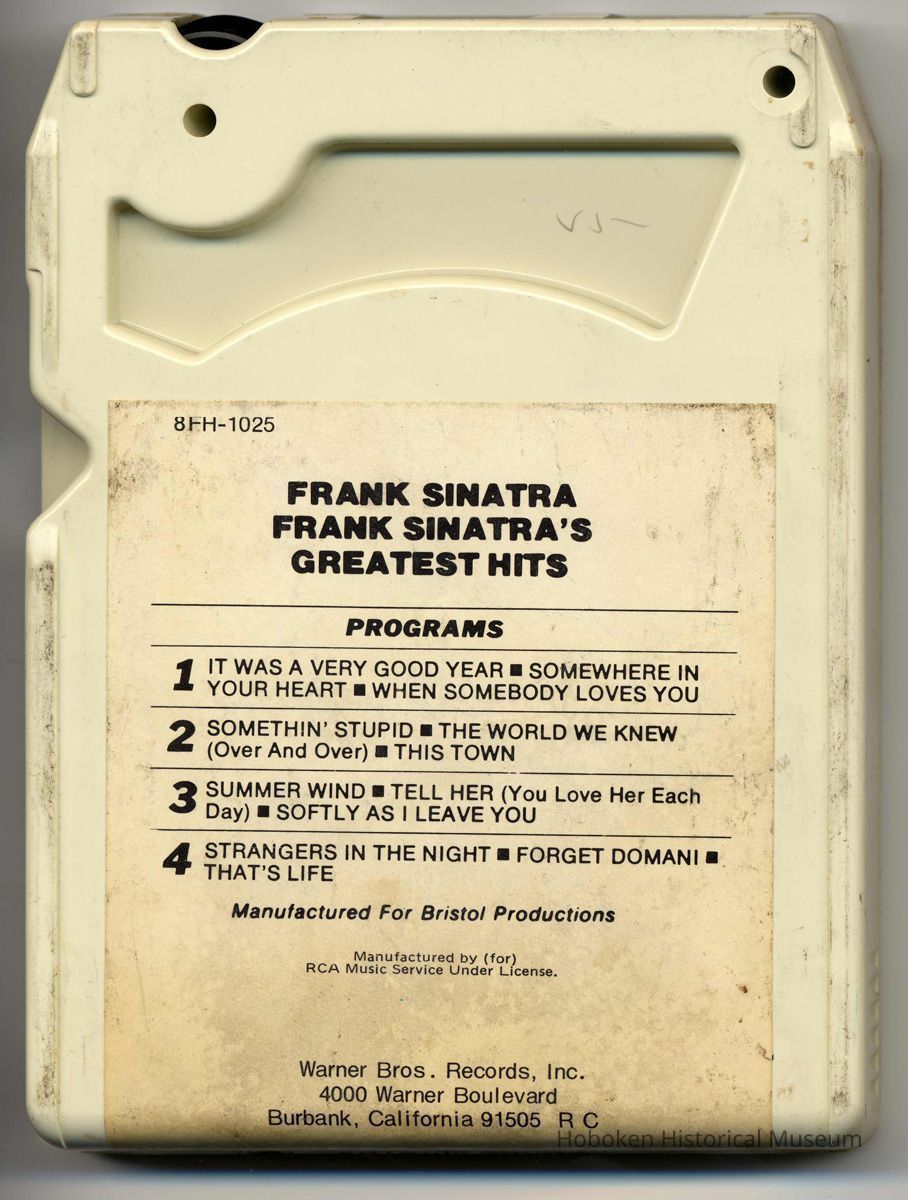 8FH-1025
FRANK SINATRA
FRANK SINATRA'S
GREATEST HITS
PROGRAMS
1 IT WAS A VERY GOOD YEAR ■ SOMEWHERE IN
YOUR HEART ■ WHEN SOMEBODY LOVES YOU
2 SOMETHIN' STUPID ■ THE WORLD WE KNEW
(Over And Over) ■ THIS TOWN
3 SUMMER WIND ■ TELL HER (You Love Her Each
Day) ■ SOFTLY AS I LEAVE YOU
4 STRANGERS IN THE NIGHT ■ FORGET DOMANI ■
THAT'S LIFE
Manufactured For Bristol Productions
Manufactured by (for)
RCA Music Service Under License.
Warner Bros. Records, Inc.
4000 Warner Boulevard
Burbank, California 91505 R C
Hoboken Historical Museum